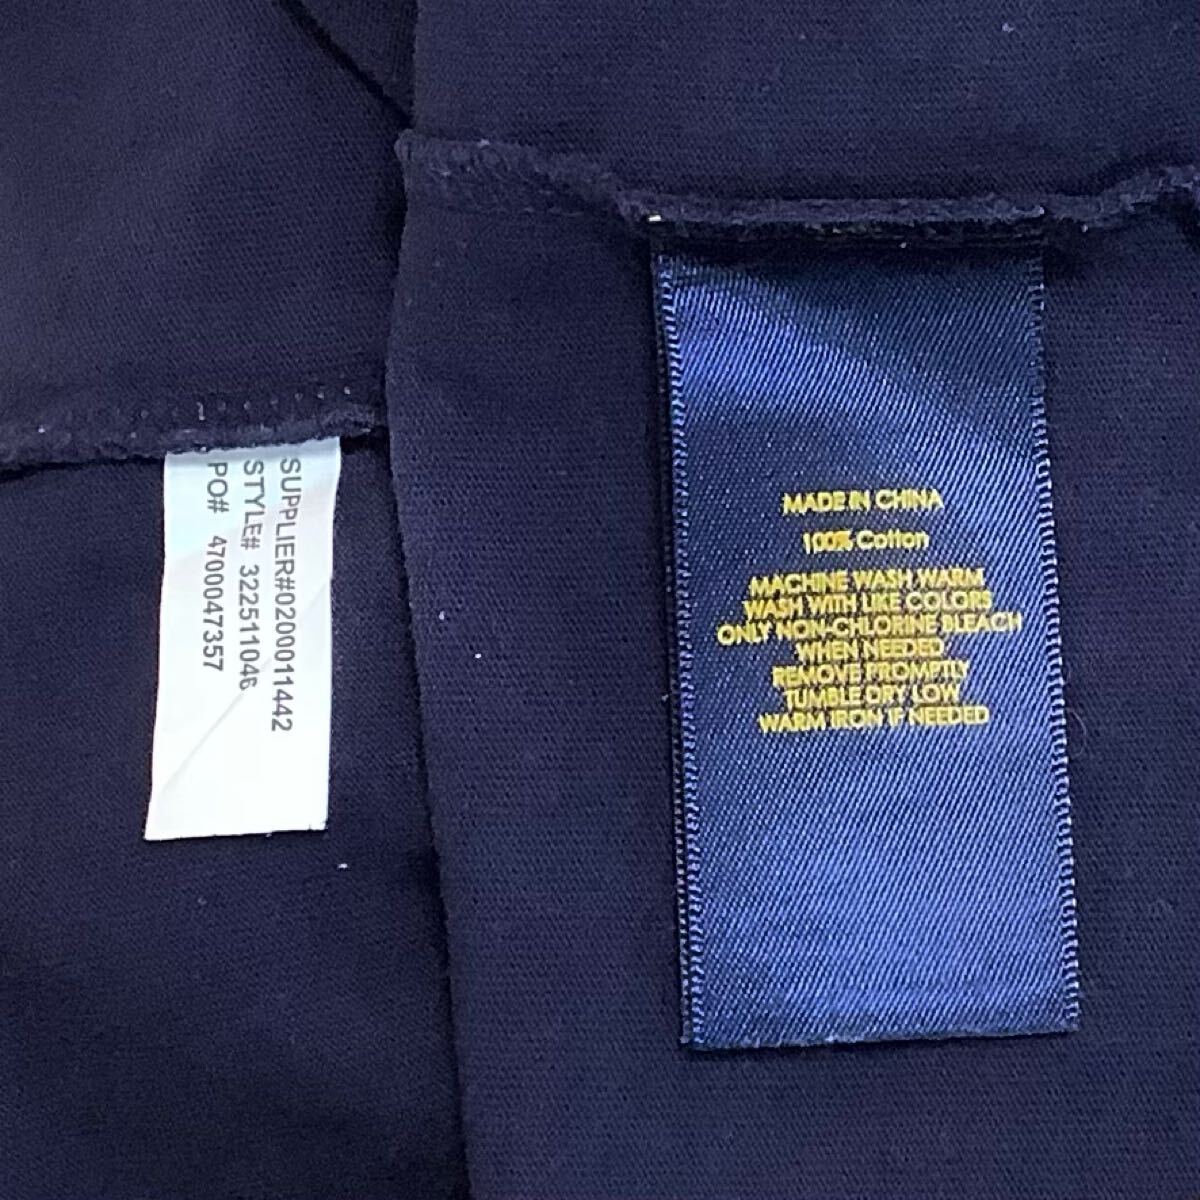 SUPPLIER#0200011442
STYLE# 322511046
PO# 4700047357
MADE IN CHINA
100% Cotton
MACHINE WASH WARM
WASH WITH LIKE COLORS
ONLY NON-CHLORINE BLEACH
WHEN NEEDED
REMOVE PROMPTLY
TUMBLE DRY LOW
WARM IRON IF NEEDED